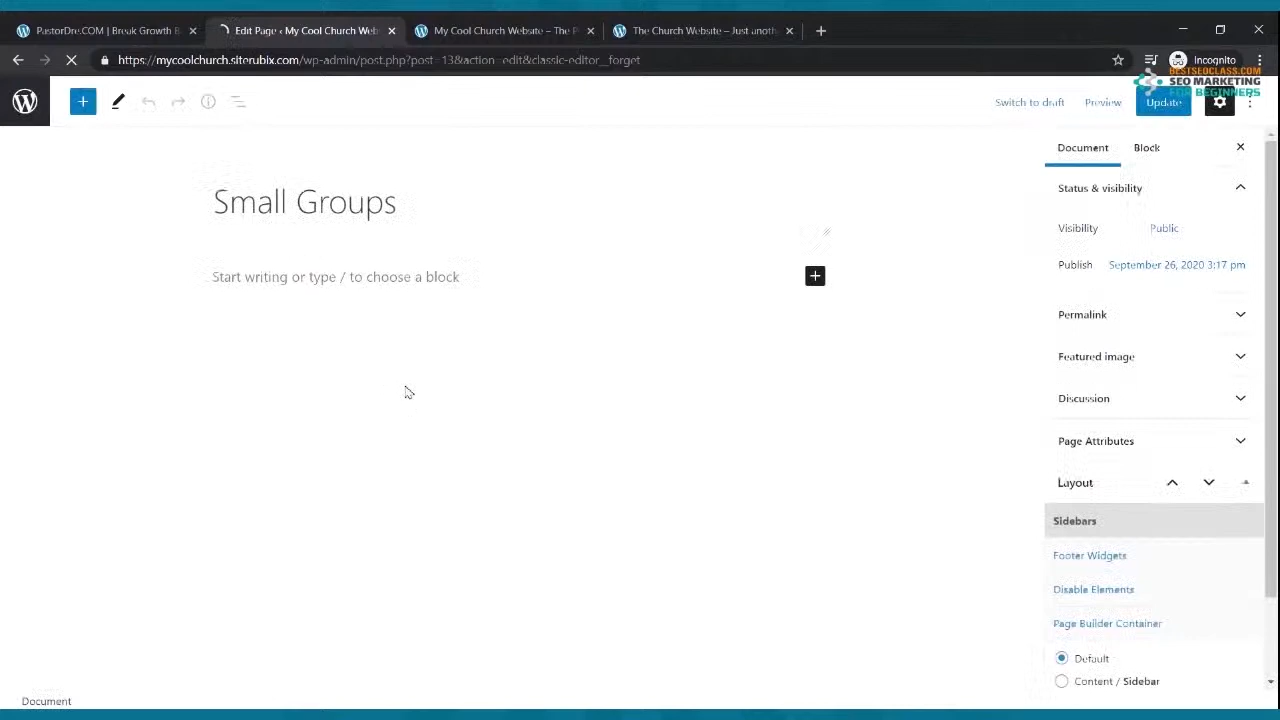 PastorDre.COM | Break Growth B
Edit Page ‹ My Cool Church Web
My Cool Church Website – The P
The Church Website – Just anoth
https://mycoolchurch.siterubix.com/wp-admin/post.php?post=13&action=edit&classic-editor__forget
Incognito
BESTSEOCLASS.COM
SEO MARKETING
FOR BEGINNERS
Switch to draft
Preview
Update
Document
Block
Small Groups
Start writing or type / to choose a block
Status & visibility
Visibility Public
Publish September 26, 2020 3:17 pm
Permalink
Featured image
Discussion
Page Attributes
Layout
Sidebars
Footer Widgets
Disable Elements
Page Builder Container
Default
Content / Sidebar
Document